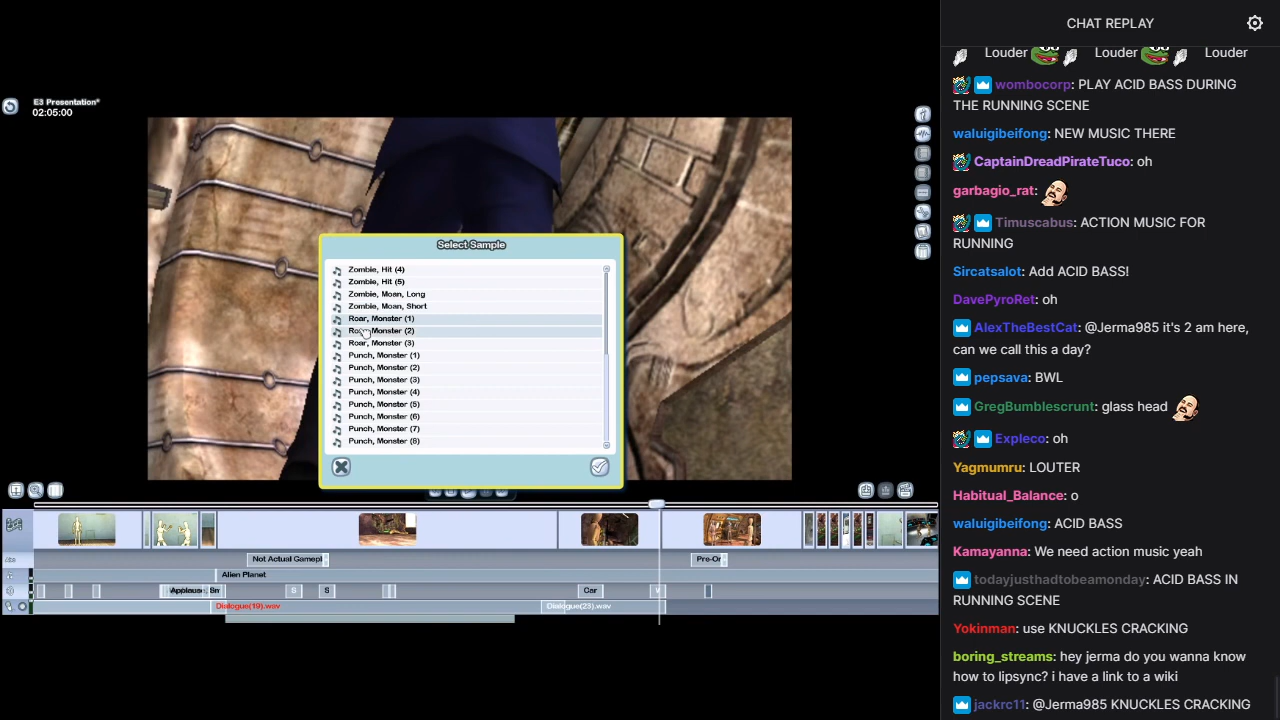 E3 Presentation*
02:05:00
Select Sample
Zombie, Hit (4)
Zombie, Hit (5)
Zombie, Moan, Long
Zombie, Moan, Short
Roar, Monster (1)
Monster (2)
Roar, Monster (3)
Punch, Monster (1)
Punch, Monster (2)
Punch, Monster (3)
Punch, Monster (4)
Punch, Monster (5)
Punch, Monster (6)
Punch, Monster (7)
Punch, Monster (8)
Not Actual Gamepl
Pre-Or
Alien Planet
Applause,
S
S
Car
Dialogue(19).wav
Dialogue(23).wav
CHAT REPLAY
Louder Louder Louder
wombocorp: PLAY ACID BASS DURING
THE RUNNING SCENE
waluigibeifong: NEW MUSIC THERE
CaptainDreadPirateTuco: oh
garbagio_rat:
Timuscabus: ACTION MUSIC FOR
RUNNING
Sircatsalot: Add ACID BASS!
DavePyroRet: oh
AlexTheBestCat: @Jerma985 it's 2 am here,
can we call this a day?
pepsava: BWL
GregBumblescrunt: glass head
Expleco: oh
Yagmumru: LOUTER
Habitual_Balance: o
waluigibeifong: ACID BASS
Kamayanna: We need action music yeah
todayjusthadtobeamonday: ACID BASS IN
RUNNING SCENE
Yokinman: use KNUCKLES CRACKING
boring_streams: hey jerma do you wanna know
how to lipsync? i have a link to a wiki
jackrc11: @Jerma985 KNUCKLES CRACKING